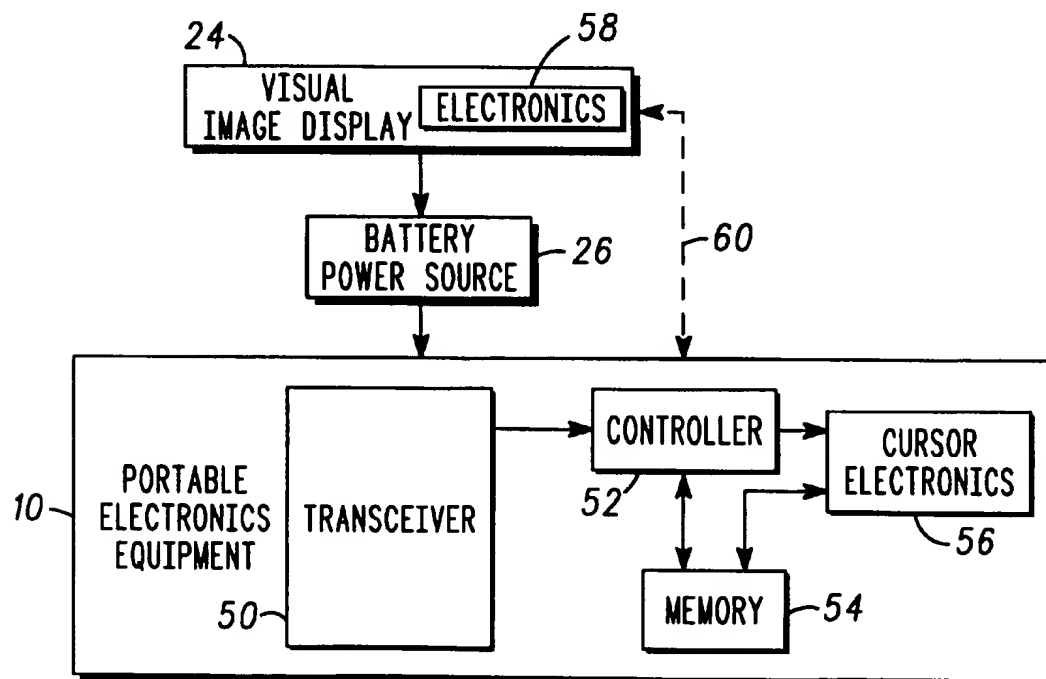 24
58
VISUAL
IMAGE DISPLAY
ELECTRONICS
BATTERY
POWER SOURCE
26
60
10
PORTABLE
ELECTRONICS
EQUIPMENT
TRANSCEIVER
50
CONTROLLER
52
CURSOR
ELECTRONICS
56
MEMORY
54